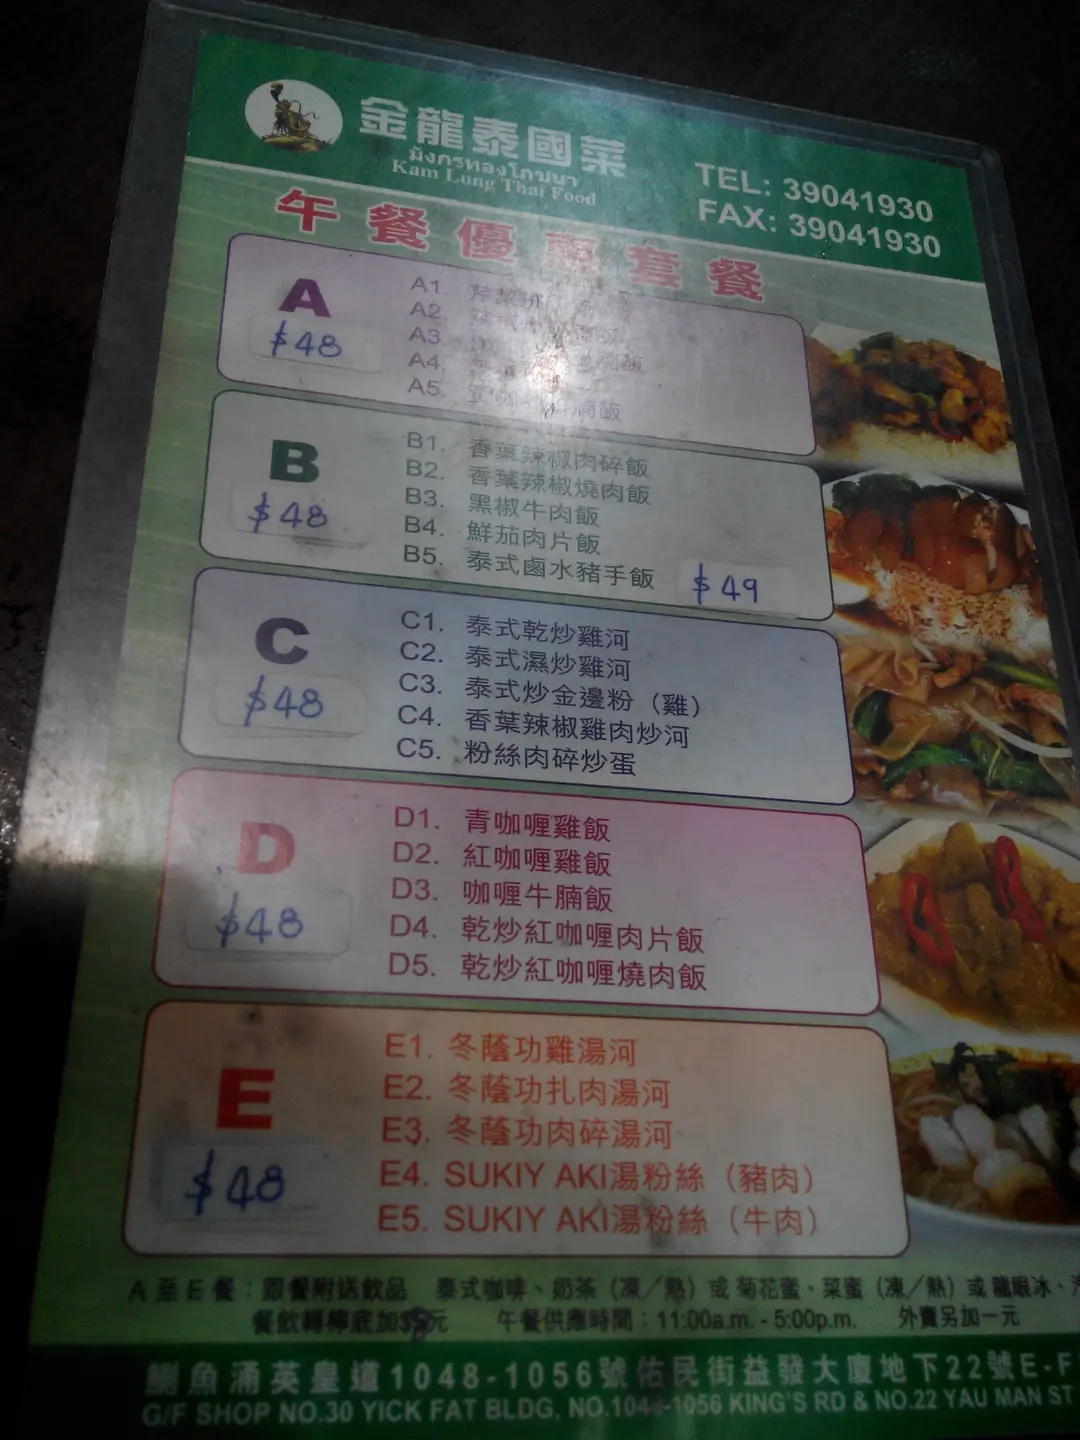 金龍泰國菜
มังกรทองโภชนา
Kam Lung Thai Food
TEL: 39041930
FAX: 39041930
午餐優惠套餐
A
$48
A1.
A2.
A3.
A4.
A5.
B
$48
B1. 香葉辣椒肉碎飯
B2. 香葉辣椒燒肉飯
B3. 黑椒牛肉飯
B4. 鮮茄肉片飯
B5. 泰式鹵水豬手飯 $49
C
$48
C1. 泰式乾炒雞河
C2. 泰式濕炒雞河
C3. 泰式炒金邊粉（雞）
C4. 香葉辣椒雞肉炒河
C5. 粉絲肉碎炒蛋
D
$48
D1. 青咖喱雞飯
D2. 紅咖喱雞飯
D3. 咖喱牛腩飯
D4. 乾炒紅咖喱肉片飯
D5. 乾炒紅咖喱燒肉飯
E
$48
E1. 冬蔭功雞湯河
E2. 冬蔭功扎肉湯河
E3. 冬蔭功肉碎湯河
E4. SUKIY AKI湯粉絲（豬肉）
E5. SUKIY AKI湯粉絲（牛肉）
A 至 E 餐：跟餐附送飲品 泰式咖啡、奶茶（凍／熱）或 菊花蜜、菜蜜（凍／熱）或 龍眼冰、
餐飲轉檸底加$8元 午餐供應時間：11:00a.m. - 5:00p.m. 外賣另加一元
鰂魚涌英皇道1048-1056號佑民街益發大廈地下22號E-F
G/F SHOP NO.30 YICK FAT BLDG, NO.1048-1056 KING'S RD & NO.22 YAU MAN ST